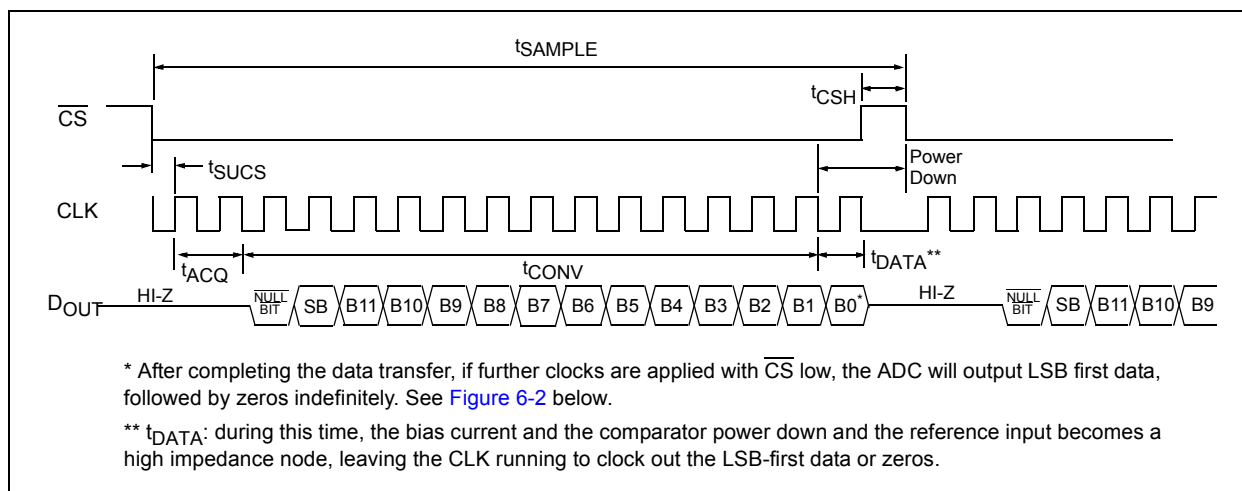 tSAMPLE
tCSH
CS
Power
Down
tSUCS
CLK
tACQ
tCONV
tDATA**
DOUT
HI-Z
NULL
BIT
SB
B11
B10
B9
B8
B7
B6
B5
B4
B3
B2
B1
B0*
HI-Z
NULL
BIT
SB
B11
B10
B9
* After completing the data transfer, if further clocks are applied with CS low, the ADC will output LSB first data,
followed by zeros indefinitely. See Figure 6-2 below.
** tDATA: during this time, the bias current and the comparator power down and the reference input becomes a
high impedance node, leaving the CLK running to clock out the LSB-first data or zeros.